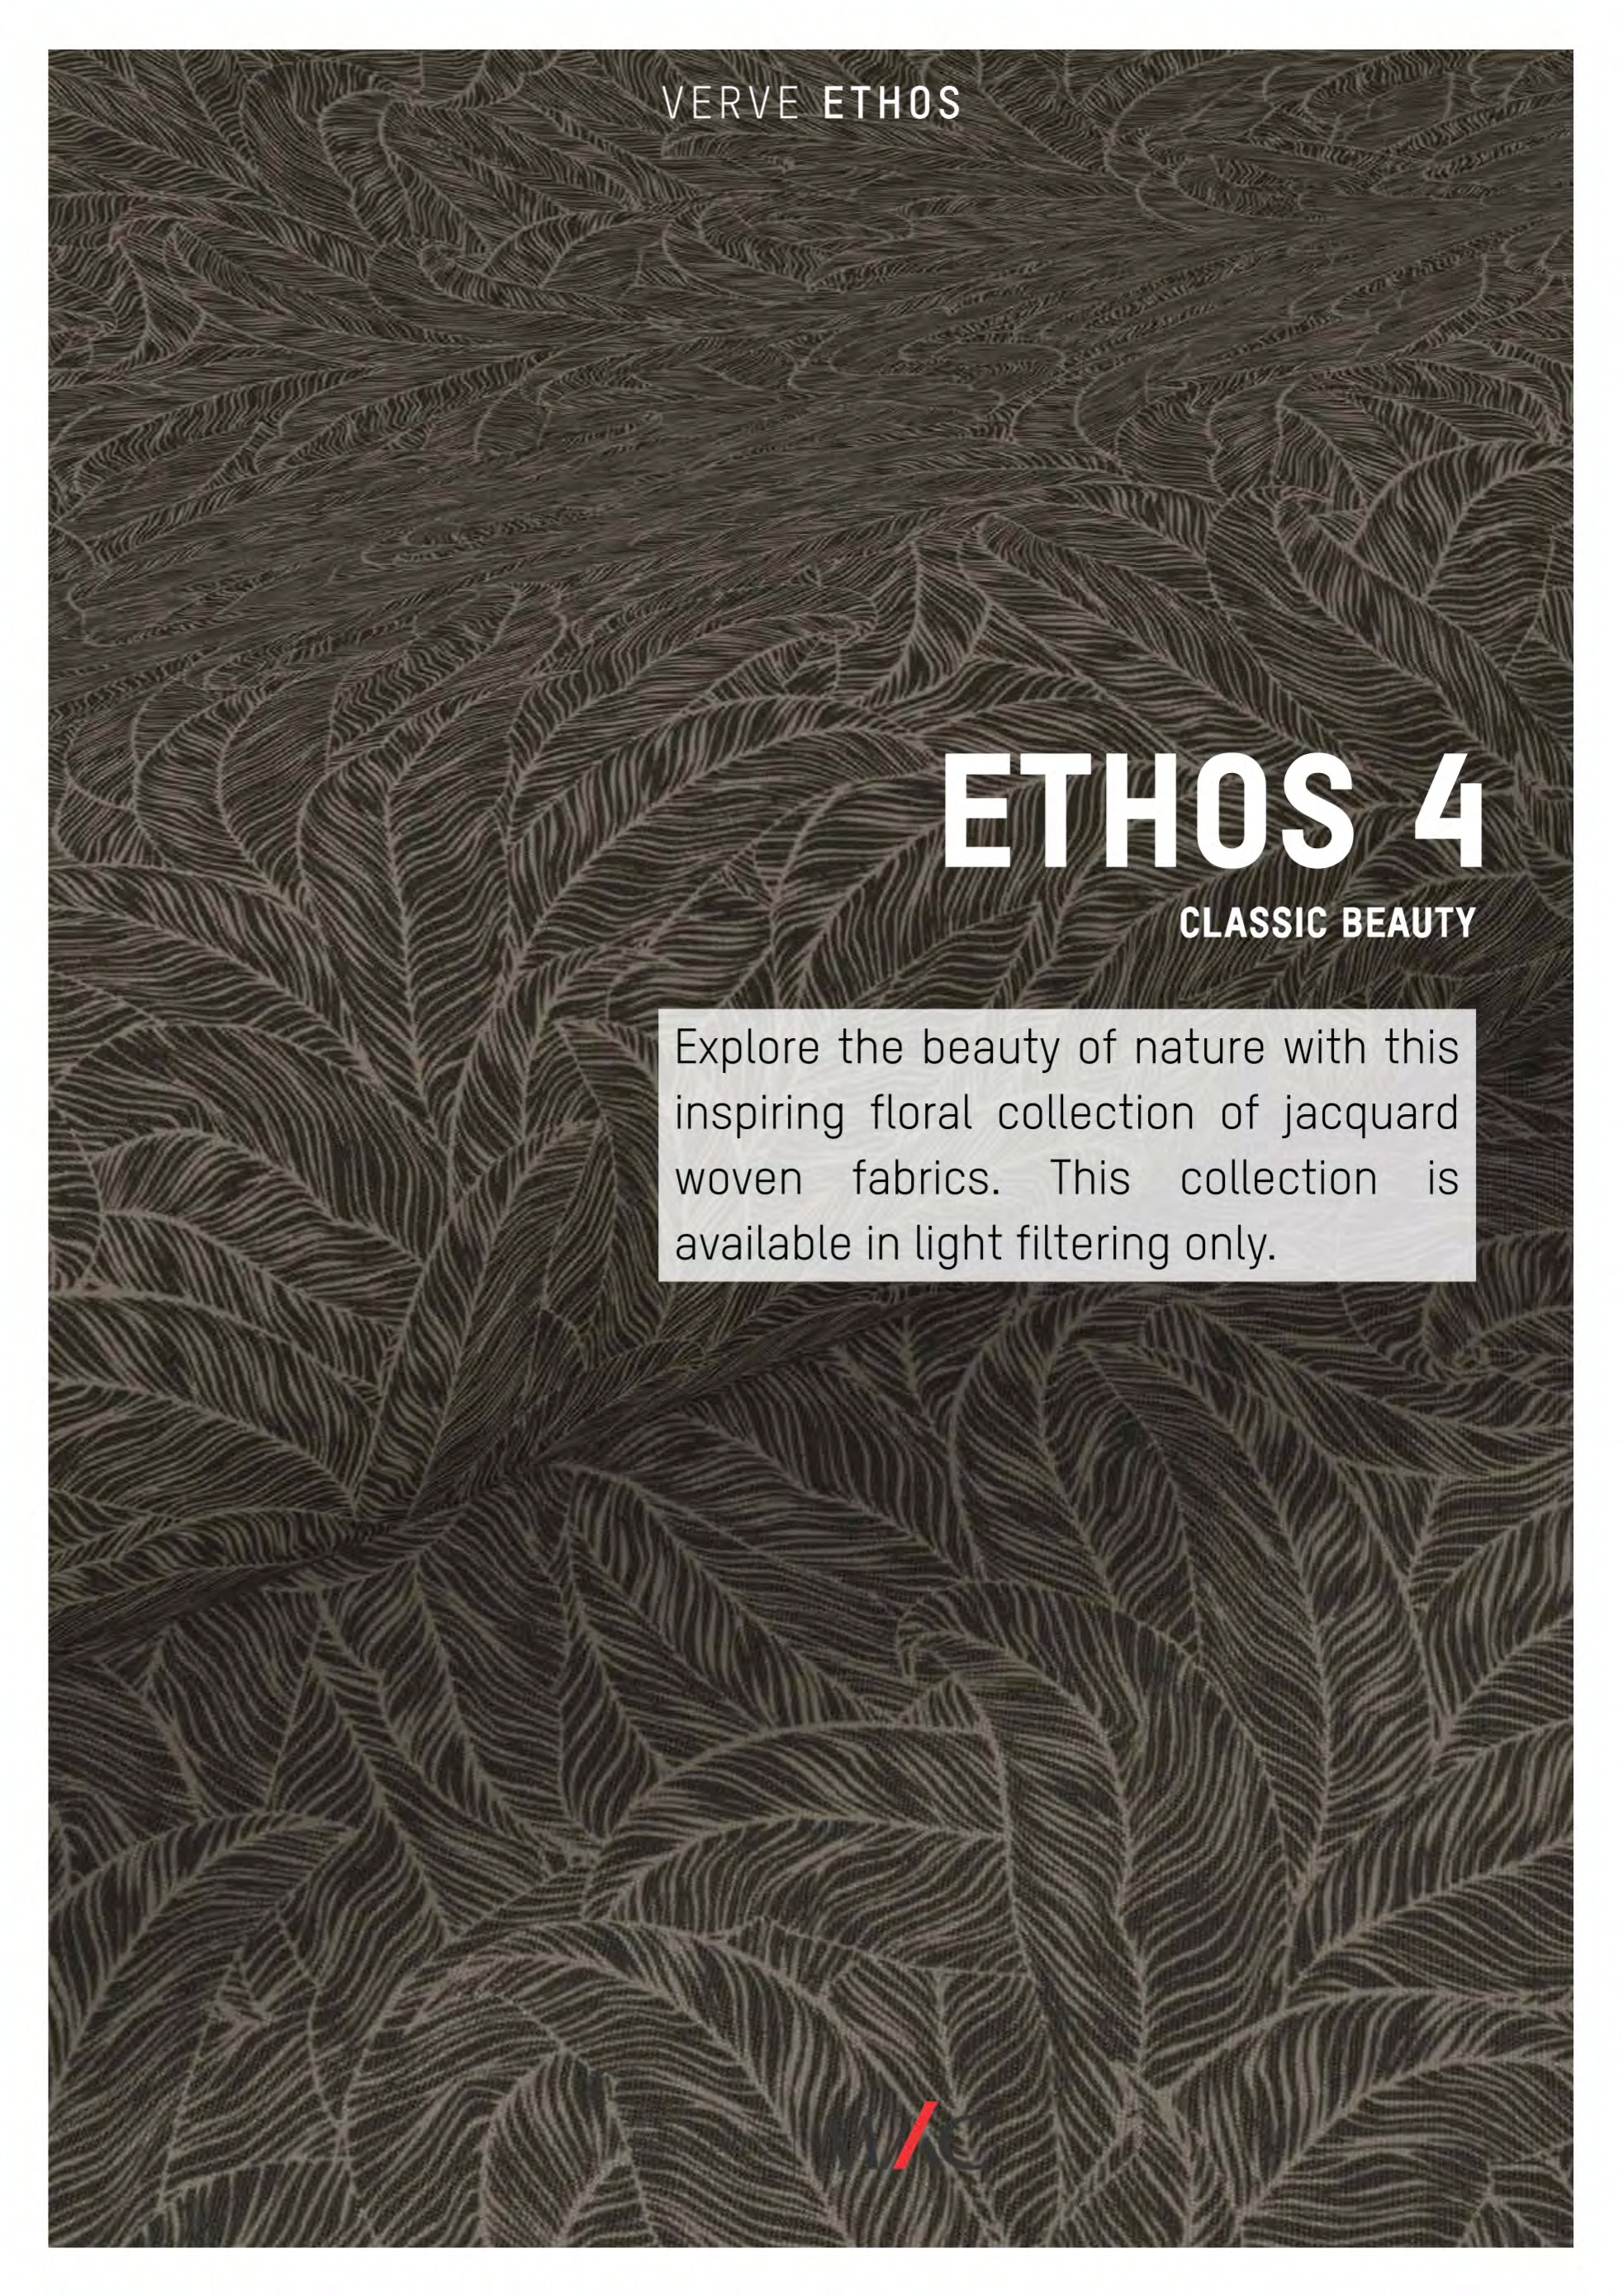 VERVE ETHOS
ETHOS 4
CLASSIC BEAUTY
Explore the beauty of nature with this
inspiring floral collection of jacquard
woven fabrics. This collection is
available in light filtering only.